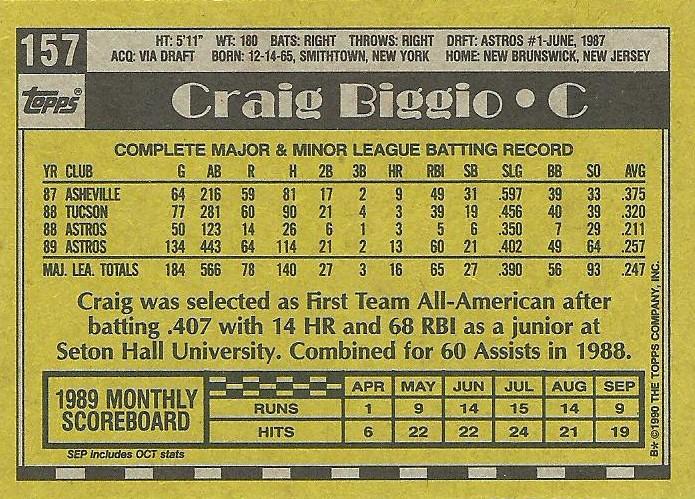 157 HT: 5'11" WT: 180 BATS: RIGHT THROWS: RIGHT DRFT: ASTROS #1-JUNE, 1987
ACQ: VIA DRAFT BORN: 12-14-65, SMITHTOWN, NEW YORK HOME: NEW BRUNSWICK, NEW JERSEY
Topps® Craig Biggio • C
COMPLETE MAJOR & MINOR LEAGUE BATTING RECORD
YR CLUB G AB R H 2B 3B HR RBI SB SLG BB SO AVG
87 ASHEVILLE 64 216 59 81 17 2 9 49 31 .597 39 33 .375
88 TUCSON 77 281 60 90 21 4 3 39 19 .456 40 39 .320
88 ASTROS 50 123 14 26 6 1 3 5 6 .350 7 29 .211
89 ASTROS 134 443 64 114 21 2 13 60 21 .402 49 64 .257
MAJ. LEA. TOTALS 184 566 78 140 27 3 16 65 27 .390 56 93 .247
Craig was selected as First Team All-American after
batting .407 with 14 HR and 68 RBI as a junior at
Seton Hall University. Combined for 60 Assists in 1988.
1989 MONTHLY
SCOREBOARD
APR MAY JUN JUL AUG SEP
RUNS 1 9 14 15 14 9
HITS 6 22 22 24 21 19
SEP includes OCT stats
B* ©1990 THE TOPPS COMPANY, INC.